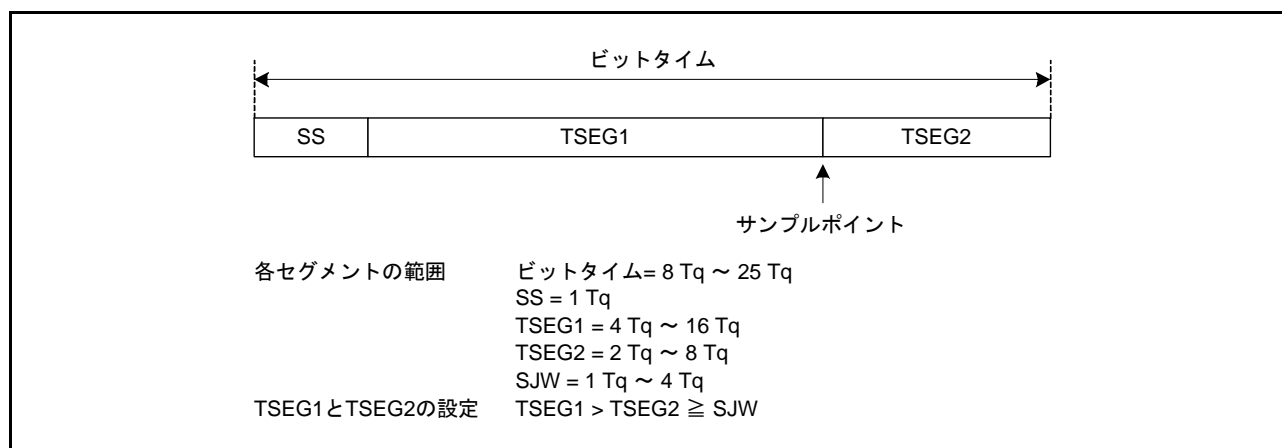 ビットタイム
SS TSEG1 TSEG2
サンプルポイント
各セグメントの範囲 ビットタイム= 8 Tq ～ 25 Tq
SS = 1 Tq
TSEG1 = 4 Tq ～ 16 Tq
TSEG2 = 2 Tq ～ 8 Tq
SJW = 1 Tq ～ 4 Tq
TSEG1とTSEG2の設定 TSEG1 > TSEG2 ≧ SJW